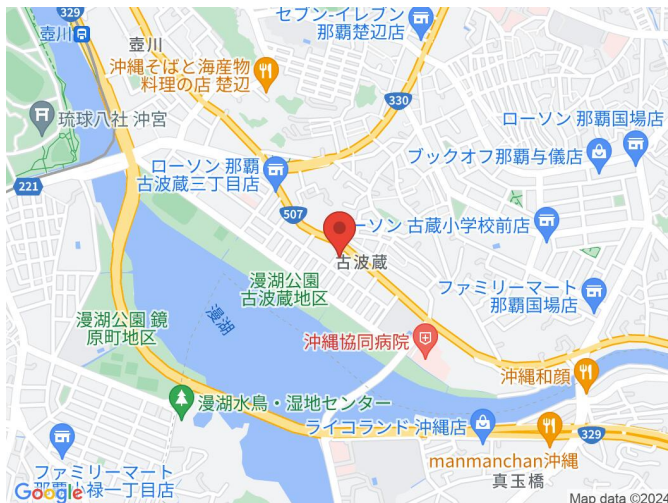 329
壺川
セブン-イレブン
那覇楚辺店
壺川
沖縄そばと海産物
料理の店 楚辺
330
琉球八社 沖宮
ローソン 那覇国場店
ローソン 那覇
古波蔵三丁目店
ブックオフ那覇与儀店
221
507
ローソン 古蔵小学校前店
古波蔵
漫湖公園
古波蔵地区
ファミリーマート
那覇国場店
漫湖公園 鏡
原町地区
漫湖
沖縄協同病院
沖縄和顔
漫湖水鳥・湿地センター
ライコランド 沖縄店
329
ファミリーマート
那覇小禄一丁目店
manmanchan沖縄
真玉橋
Google
Map data ©2024